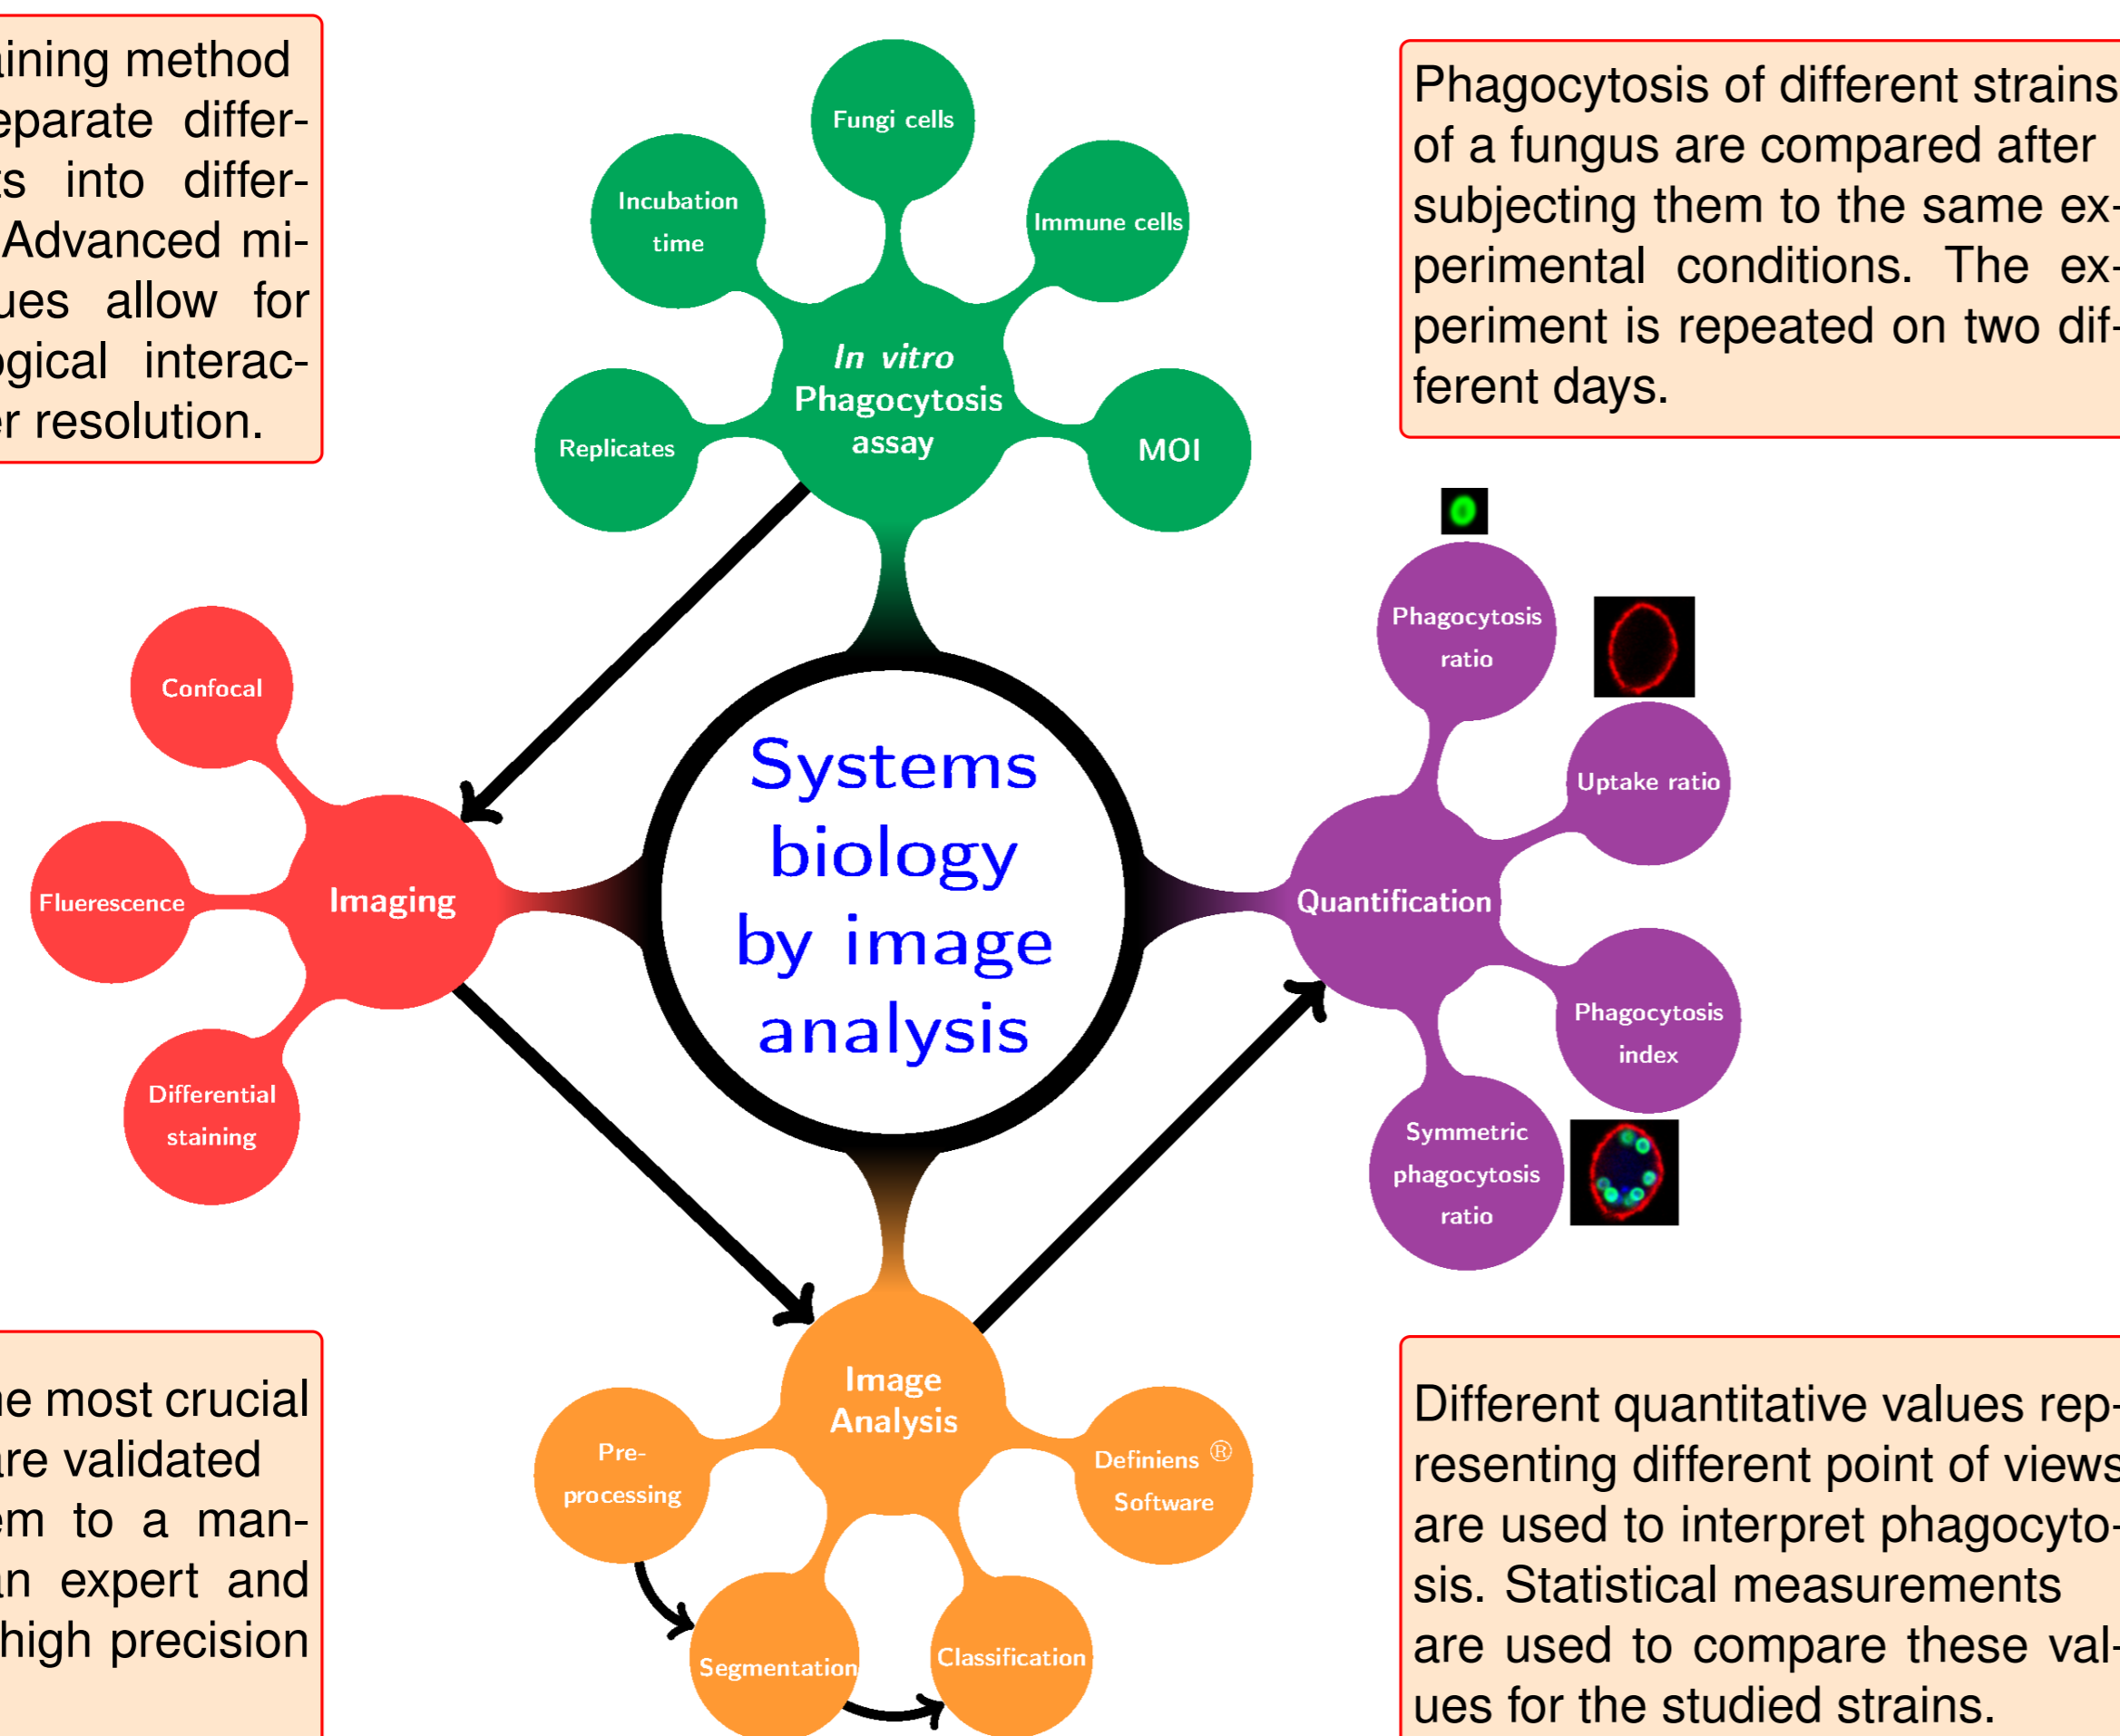 aining method
eparate differ-
ts into differ-
Advanced mi-
ues allow for
ogical interac-
er resolution.
Phagocytosis of different strains
of a fungus are compared after
subjecting them to the same ex-
perimental conditions. The ex-
periment is repeated on two dif-
ferent days.
Fungi cells
Incubation
time
Immune cells
Replicates
In vitro
Phagocytosis
assay
MOI
Confocal
Fluerescence
Imaging
Differential
staining
Systems
biology
by image
analysis
Phagocytosis
ratio
Uptake ratio
Quantification
Phagocytosis
index
Symmetric
phagocytosis
ratio
Image
Analysis
Pre-
processing
Segmentation
Classification
Definiens ®
Software
he most crucial
are validated
em to a man-
an expert and
high precision
Different quantitative values rep-
resenting different point of views
are used to interpret phagocyto-
sis. Statistical measurements
are used to compare these val-
ues for the studied strains.